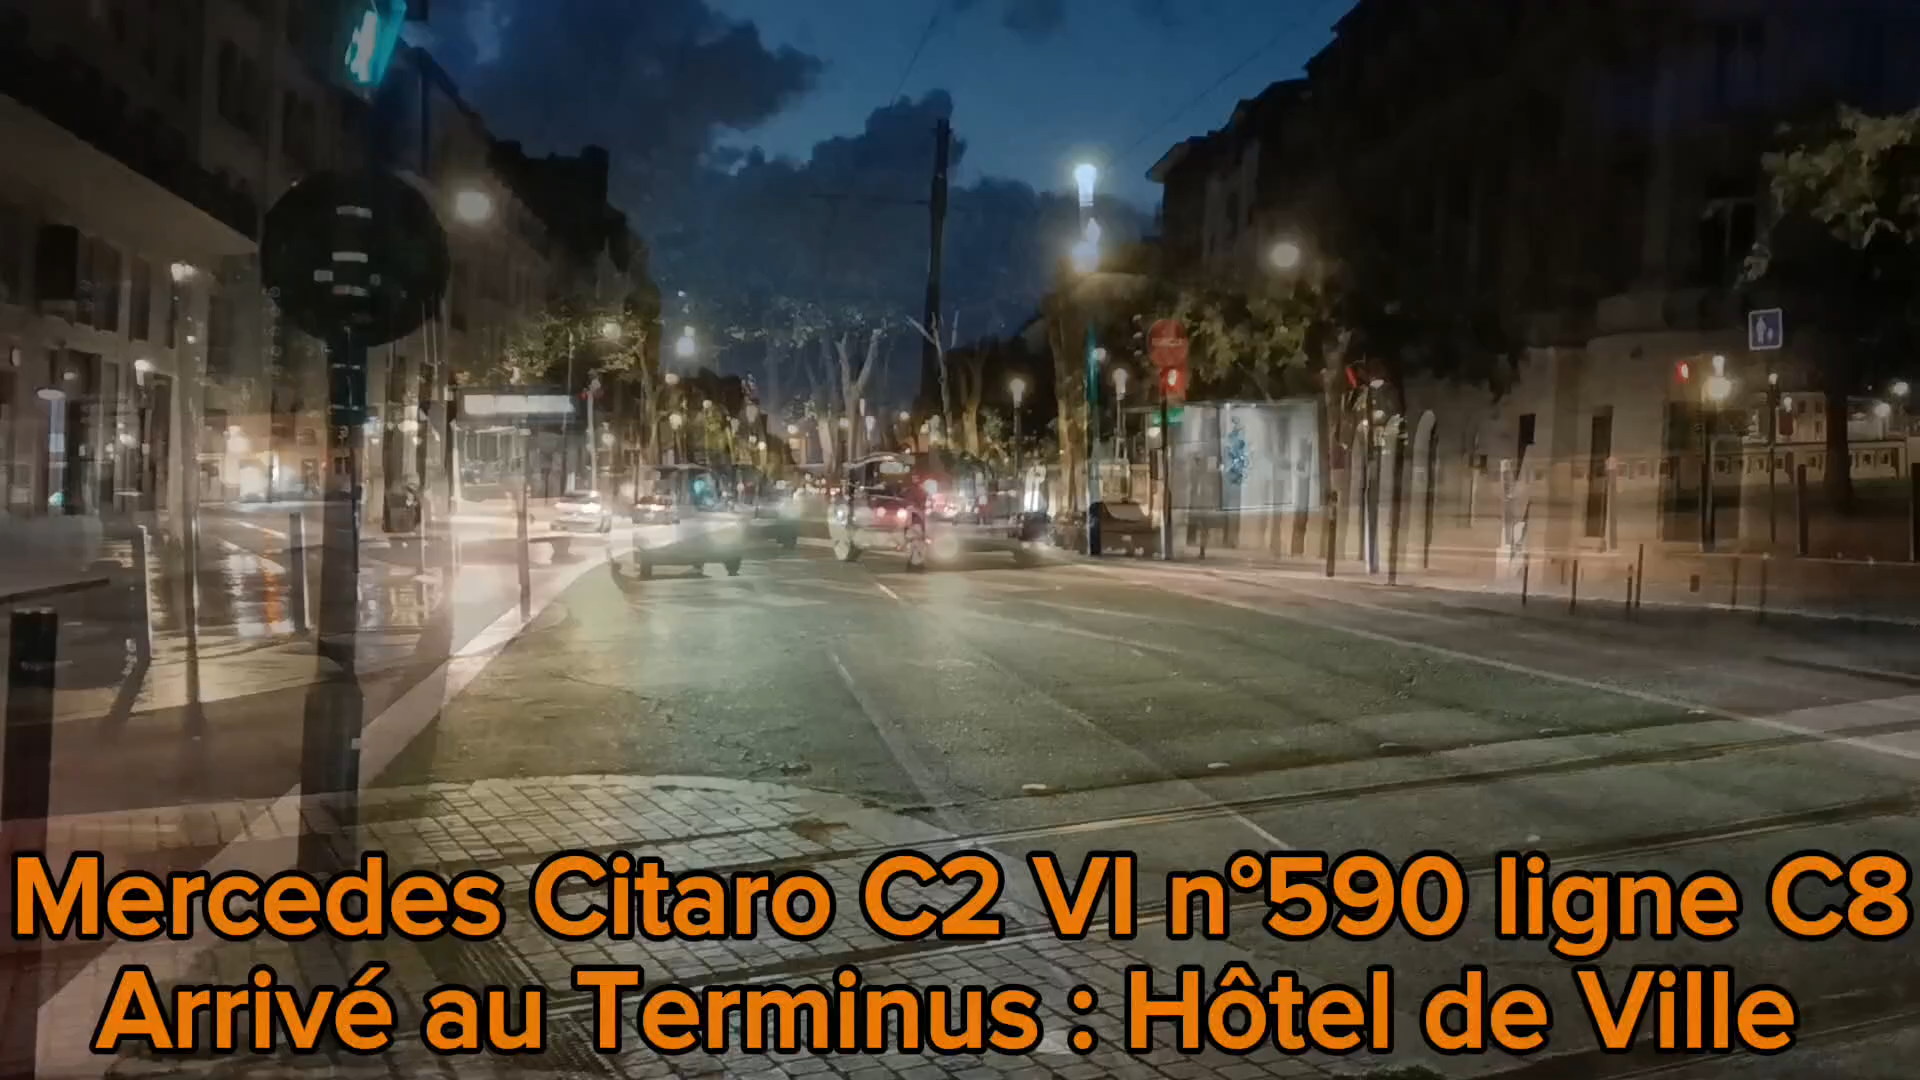 Mercedes Citaro C2 VI n°590 ligne C8
Arrivé au Terminus : Hôtel de Ville